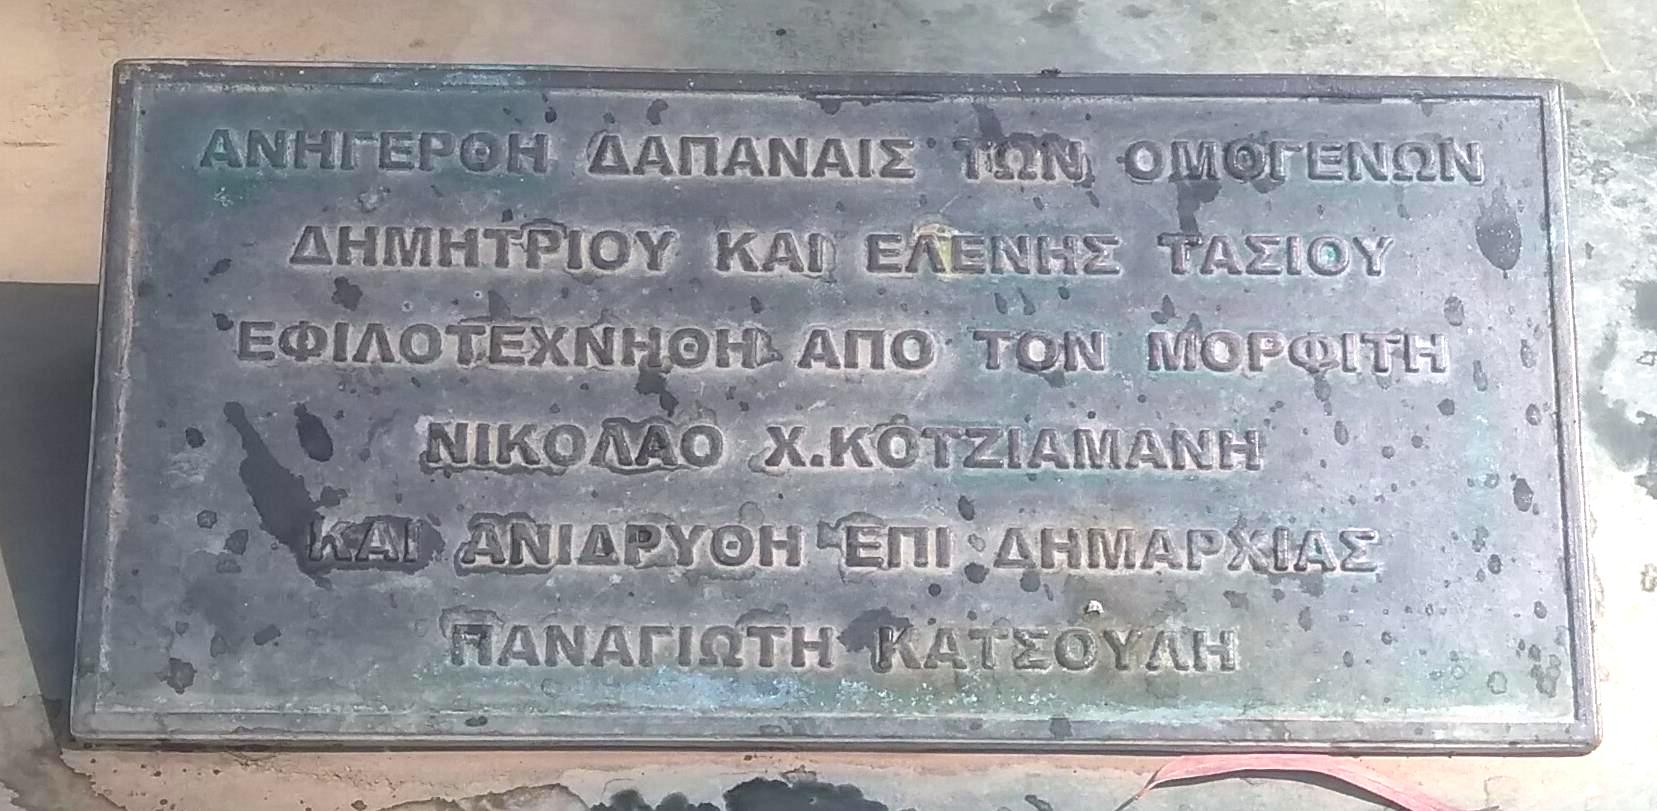 ΑΝΗΓΕΡΘΗ ΔΑΠΑΝΑΙΣ ΤΩΝ ΟΜΟΓΕΝΩΝ
ΔΗΜΗΤΡΙΟΥ ΚΑΙ ΕΛΕΝΗΣ ΤΑΣΙΟΥ
ΕΦΙΛΟΤΕΧΝΗΘΗ ΑΠΟ ΤΟΝ ΜΟΡΦΙΤΗ
ΝΙΚΟΛΑΟ Χ.ΚΟΤΖΙΑΜΑΝΗ
ΚΑΙ ΑΝΙΔΡΥΘΗ ΕΠΙ ΔΗΜΑΡΧΙΑΣ
ΠΑΝΑΓΙΩΤΗ ΚΑΤΣΟΥΛΗ